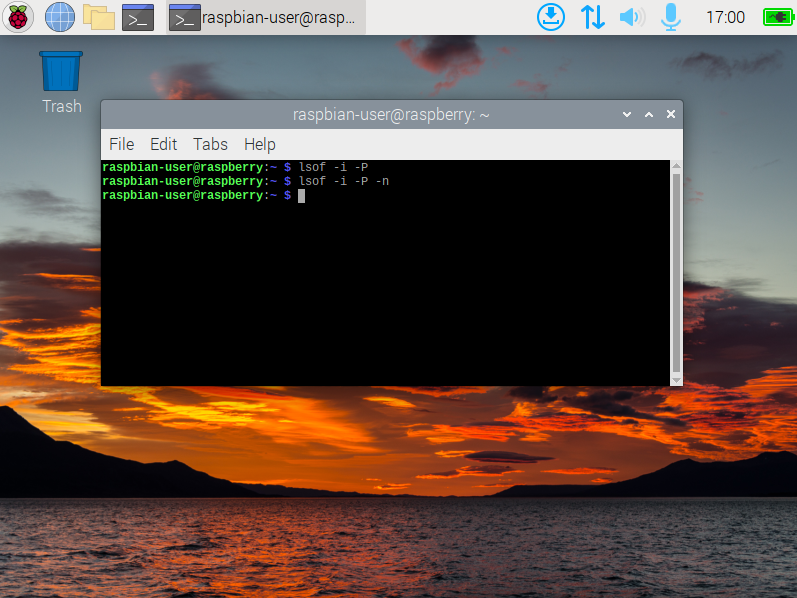 raspbian-user@rasp...
17:00
Trash
raspbian-user@raspberry: ~
File Edit Tabs Help
raspbian-user@raspberry:~ $ lsof -i -P
raspbian-user@raspberry:~ $ lsof -i -P -n
raspbian-user@raspberry:~ $